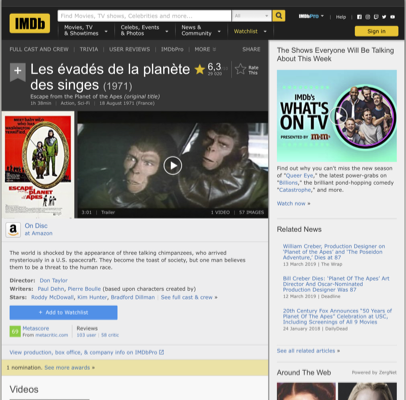 IMDb
Find Movies, TV shows, Celebrities and more...
All
IMDbPro
Help
Movies, TV
& Showtimes
Celebs, Events
& Photos
News &
Community
Watchlist
Sign in
FULL CAST AND CREW | TRIVIA | USER REVIEWS | IMDbPro | MORE
SHARE
Les évadés de la planète
des singes (1971)
6,3
Rate
This
Escape from the Planet of the Apes (original title)
1h 38min | Action, Sci-Fi | 18 August 1971 (France)
ESCAPE
PLANET
APES
3:01 | Trailer
1 VIDEO | 57 IMAGES
On Disc
at Amazon
The world is shocked by the appearance of three talking chimpanzees, who arrived
mysteriously in a U.S. spacecraft. They become the toast of society, but one man believes
them to be a threat to the human race.
Director: Don Taylor
Writers: Paul Dehn, Pierre Boulle (based upon characters created by)
Stars: Roddy McDowall, Kim Hunter, Bradford Dillman | See full cast & crew »
+ Add to Watchlist
Metascore
From metacritic.com
Reviews
103 user | 58 critic
View production, box office, & company info on IMDbPro
1 nomination. See more awards »
Videos
The Shows Everyone Will Be Talking
About This Week
IMDb's
WHAT'S
ON TV
PRESENTED BY
Find out why you can't miss the new season
of "Queer Eye," the latest power-grabs on
"Billions," the brilliant pond-hopping comedy
"Catastrophe," and more.
Watch now »
Related News
William Creber, Production Designer on
'Planet of the Apes' and 'The Poseidon
Adventure,' Dies at 87
12 March 2019 | The Wrap
Bill Creber Dies: 'Planet Of The Apes' Art
Director And Oscar-Nominated
Production Designer Was 87
12 March 2019 | Deadline
20th Century Fox Announces "50 Years of
Planet Of The Apes" Celebration at USC,
Including Screenings of All 9 Movies
24 January 2019 | DailyDead
See all related articles »
Around The Web
Powered by ZergNet